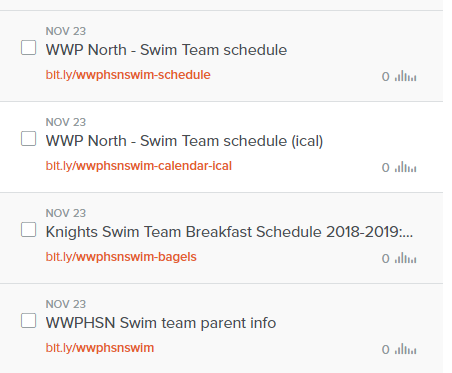 NOV 23
WWP North - Swim Team schedule
bit.ly/wwphsnswim-schedule
0
NOV 23
WWP North - Swim Team schedule (ical)
bit.ly/wwphsnswim-calendar-ical
0
NOV 23
Knights Swim Team Breakfast Schedule 2018-2019:...
bit.ly/wwphsnswim-bagels
0
NOV 23
WWPHSN Swim team parent info
bit.ly/wwphsnswim
0